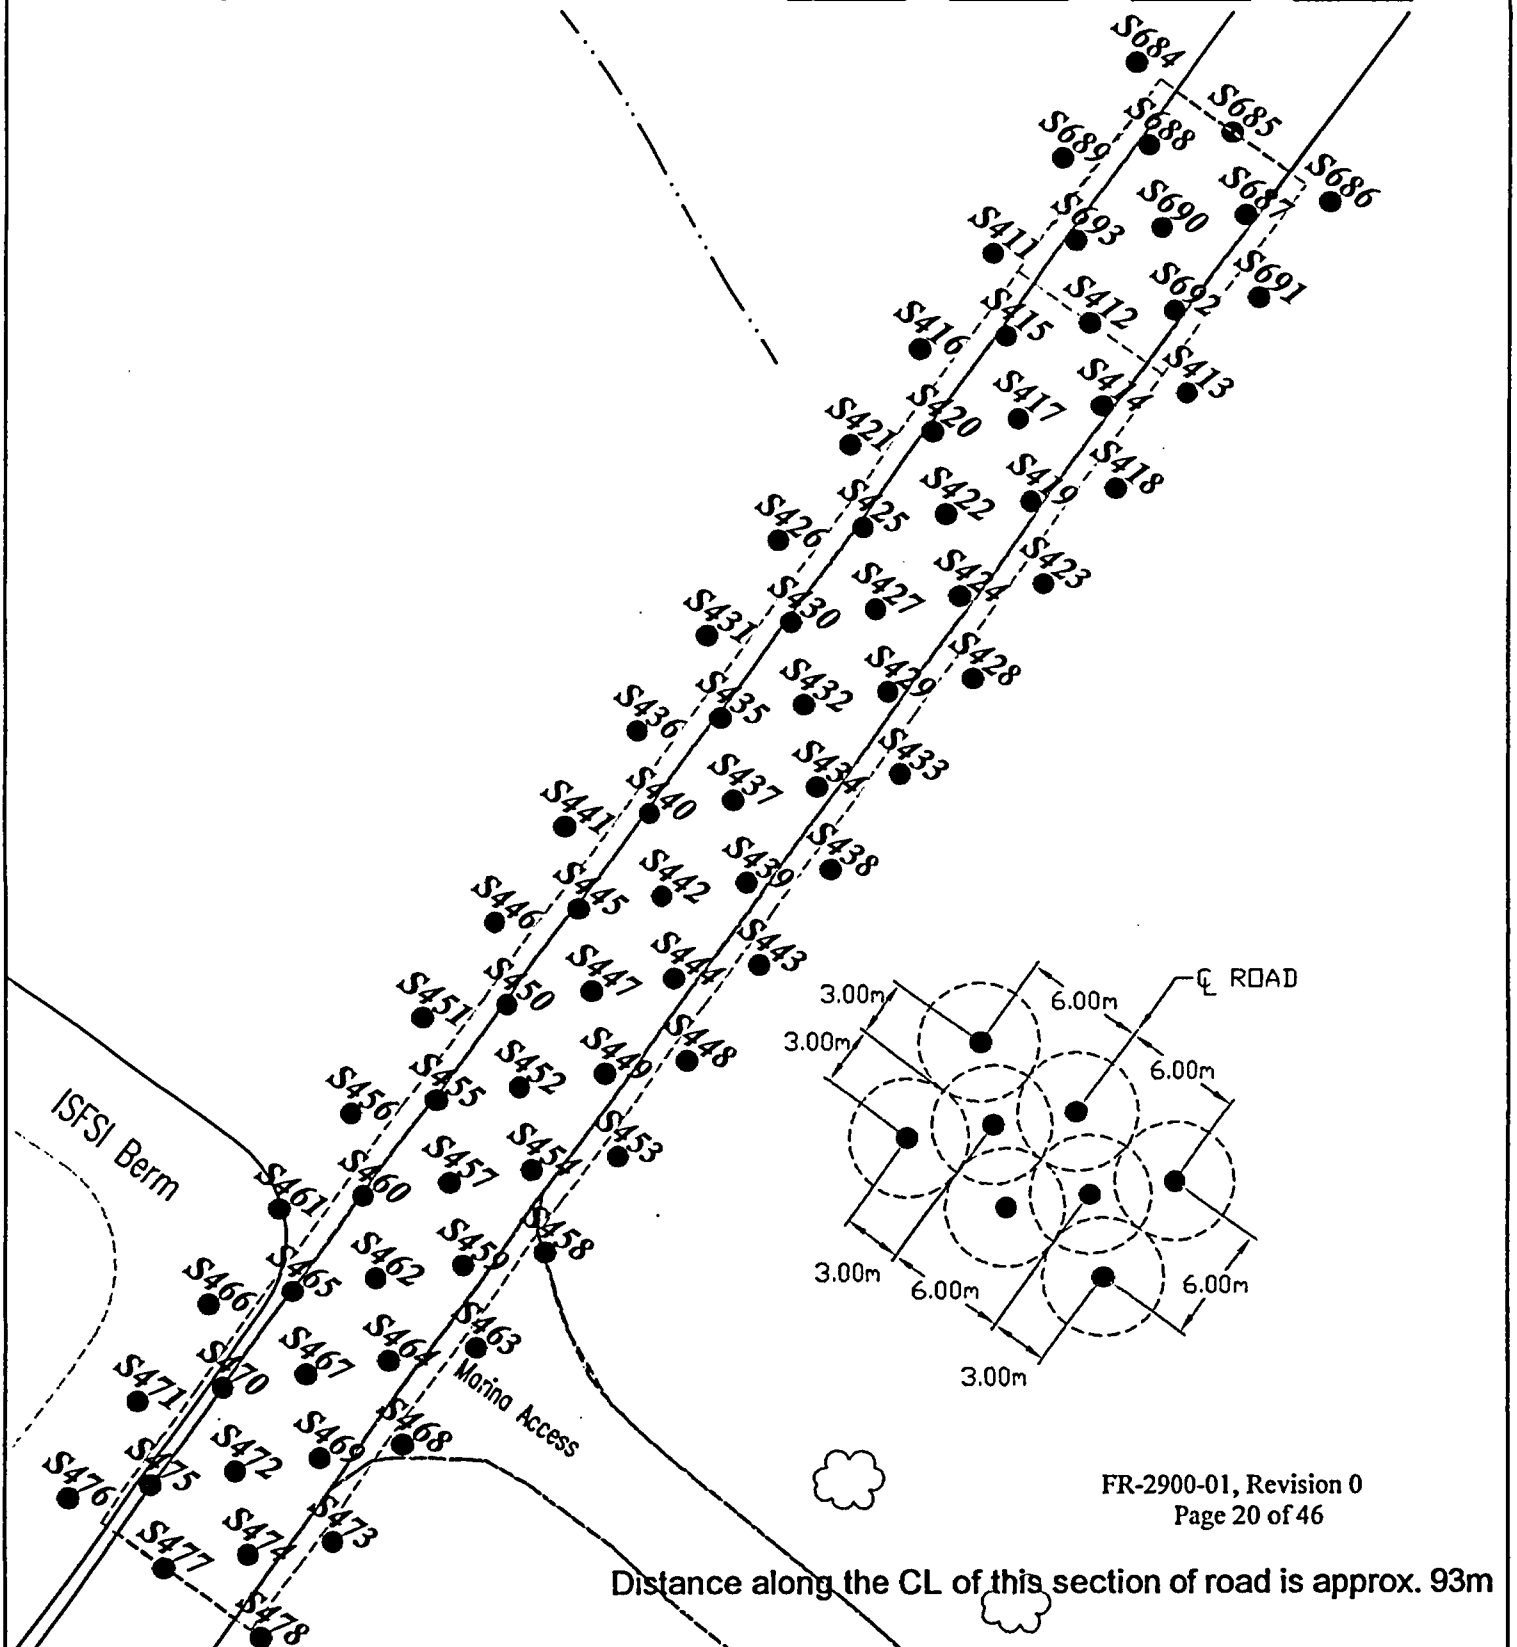 S684
S685
S688
S689
S686
S687
S690
S693
S411
S691
S692
S412
S415
S416
S413
S414
S417
S420
S421
S418
S419
S422
S425
S426
S423
S424
S427
S430
S431
S428
S429
S432
S435
S436
S433
S434
S437
S440
S441
S438
S439
S442
S445
S446
S443
S444
S447
S450
S451
S448
S449
S452
S455
S456
S453
S454
S457
S460
S461
S458
S459
S462
S465
S466
S463
S464
S467
S470
S471
S468
S469
S472
S475
S476
S473
S474
S477
S478
ISFSI Berm
Marina Access
℄ ROAD
3.00m
6.00m
3.00m
6.00m
3.00m
6.00m
6.00m
3.00m
FR-2900-01, Revision 0
Page 20 of 46
Distance along the CL of this section of road is approx. 93m